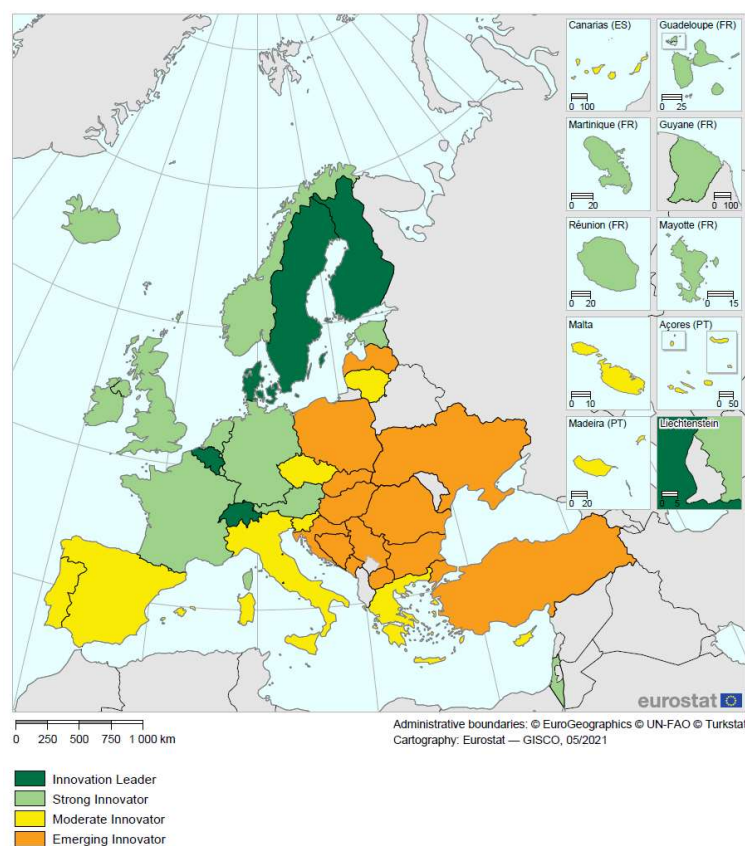 Canarias (ES)
0 100
Guadeloupe (FR)
0 25
Martinique (FR)
0 20
Guyane (FR)
0 100
Réunion (FR)
0 20
Mayotte (FR)
0 15
Malta
0 10
Açores (PT)
0 50
Madeira (PT)
0 20
Liechtenstein
0 5
eurostat
0 250 500 750 1 000 km
Administrative boundaries: © EuroGeographics © UN-FAO © Turkstat
Cartography: Eurostat — GISCO, 05/2021
Innovation Leader
Strong Innovator
Moderate Innovator
Emerging Innovator